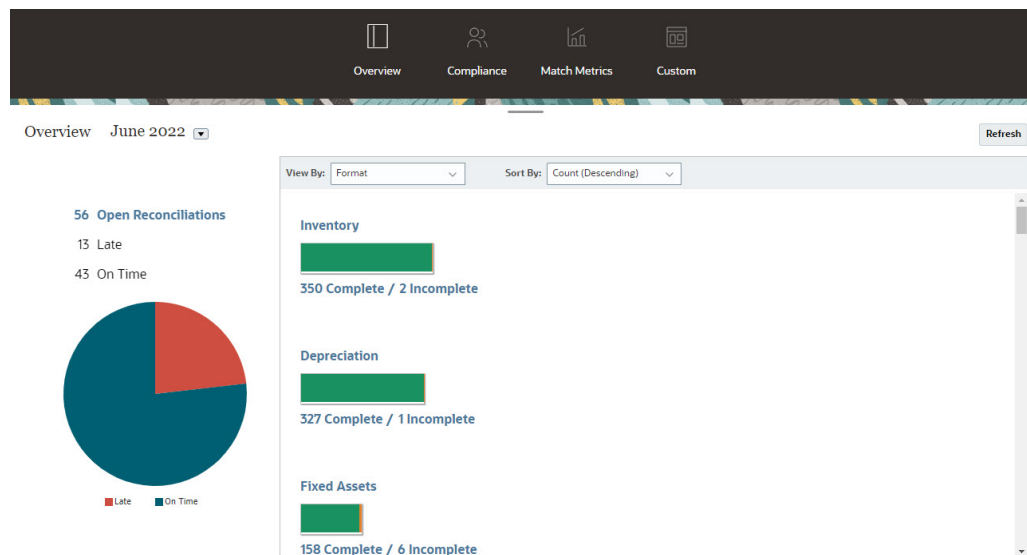 Overview Compliance Match Metrics Custom
Overview June 2022
Refresh
View By: Format Sort By: Count (Descending)
56 Open Reconciliations
13 Late
43 On Time
Late On Time
Inventory
350 Complete / 2 Incomplete
Depreciation
327 Complete / 1 Incomplete
Fixed Assets
158 Complete / 6 Incomplete